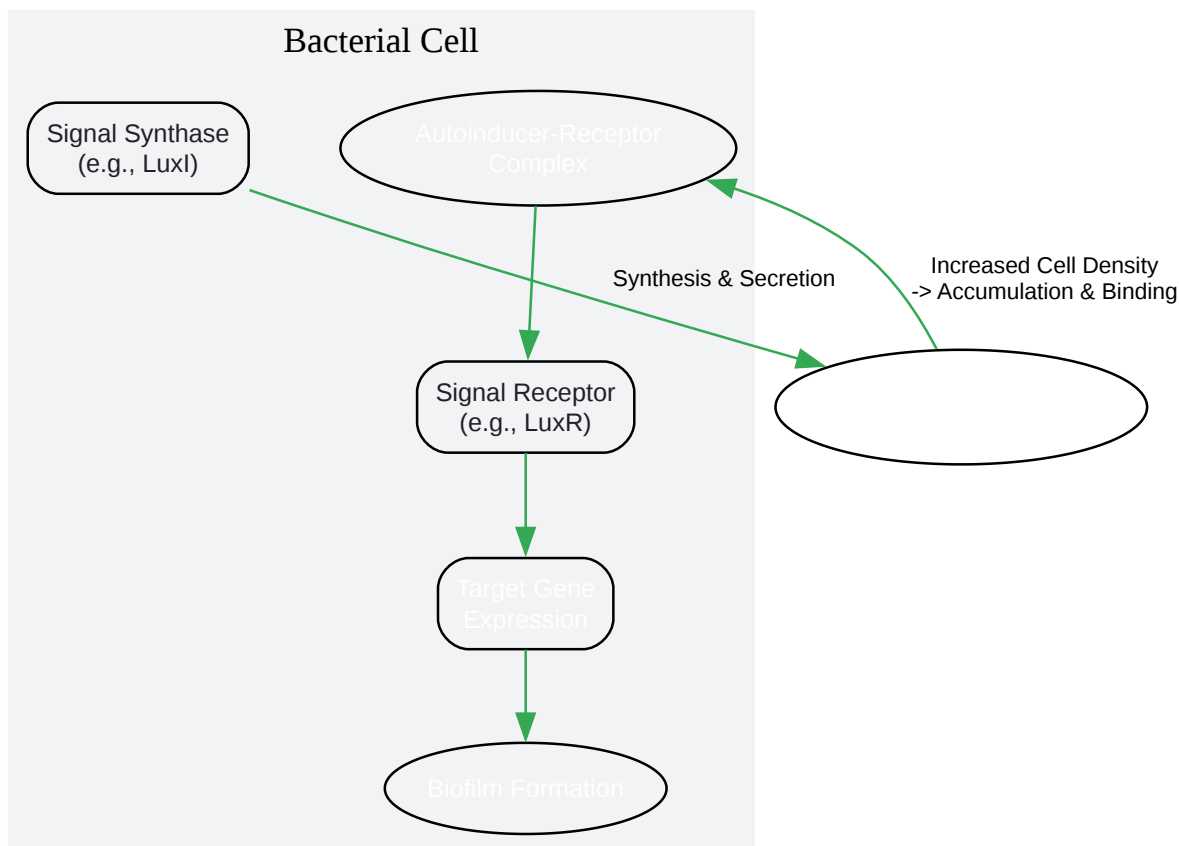 Bacterial Cell
Signal Synthase
(e.g., LuxI)
Autoinducer-Receptor
Complex
Synthesis & Secretion
Increased Cell Density
-> Accumulation & Binding
Signal Receptor
(e.g., LuxR)
Target Gene
Expression
Biofilm Formation